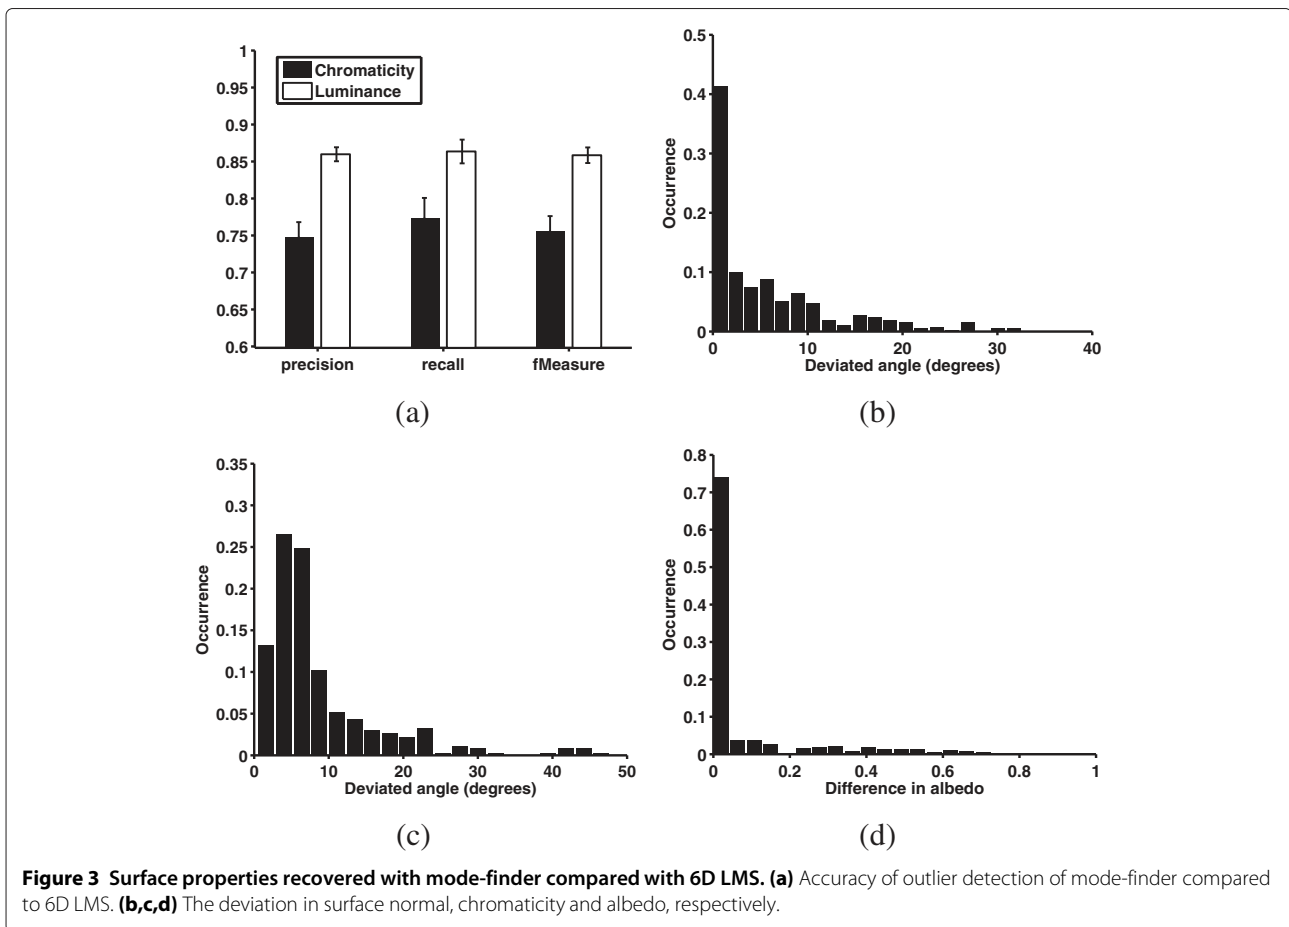 1
0.95
0.9
0.85
0.8
0.75
0.7
0.65
0.6
Chromaticity
Luminance
precision recall fMeasure
(a)
0.5
0.4
0.3
0.2
0.1
0
Occurrence
0 10 20 30 40
Deviated angle (degrees)
(b)
0.35
0.3
0.25
0.2
0.15
0.1
0.05
0
Occurrence
0 10 20 30 40 50
Deviated angle (degrees)
(c)
0.8
0.7
0.6
0.5
0.4
0.3
0.2
0.1
0
Occurrence
0 0.2 0.4 0.6 0.8 1
Difference in albedo
(d)
Figure 3 Surface properties recovered with mode-finder compared with 6D LMS. (a) Accuracy of outlier detection of mode-finder compared
to 6D LMS. (b,c,d) The deviation in surface normal, chromaticity and albedo, respectively.